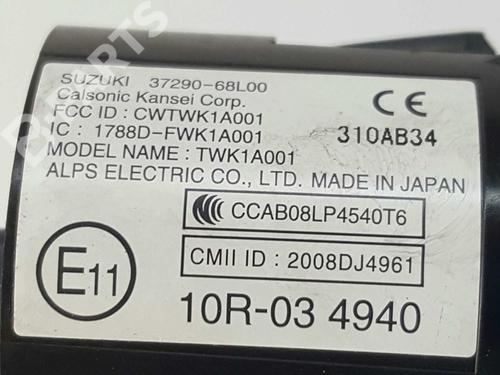 SUZUKI 37290-68L00
Calsonic Kansei Corp.
FCC ID : CWTWK1A001
IC : 1788D-FWK1A001
MODEL NAME : TWK1A001
ALPS ELECTRIC CO., LTD. MADE IN JAPAN
CE
310AB34
CCC CCAB08LP4540T6
CMII ID : 2008DJ4961
E11
10R-03 4940